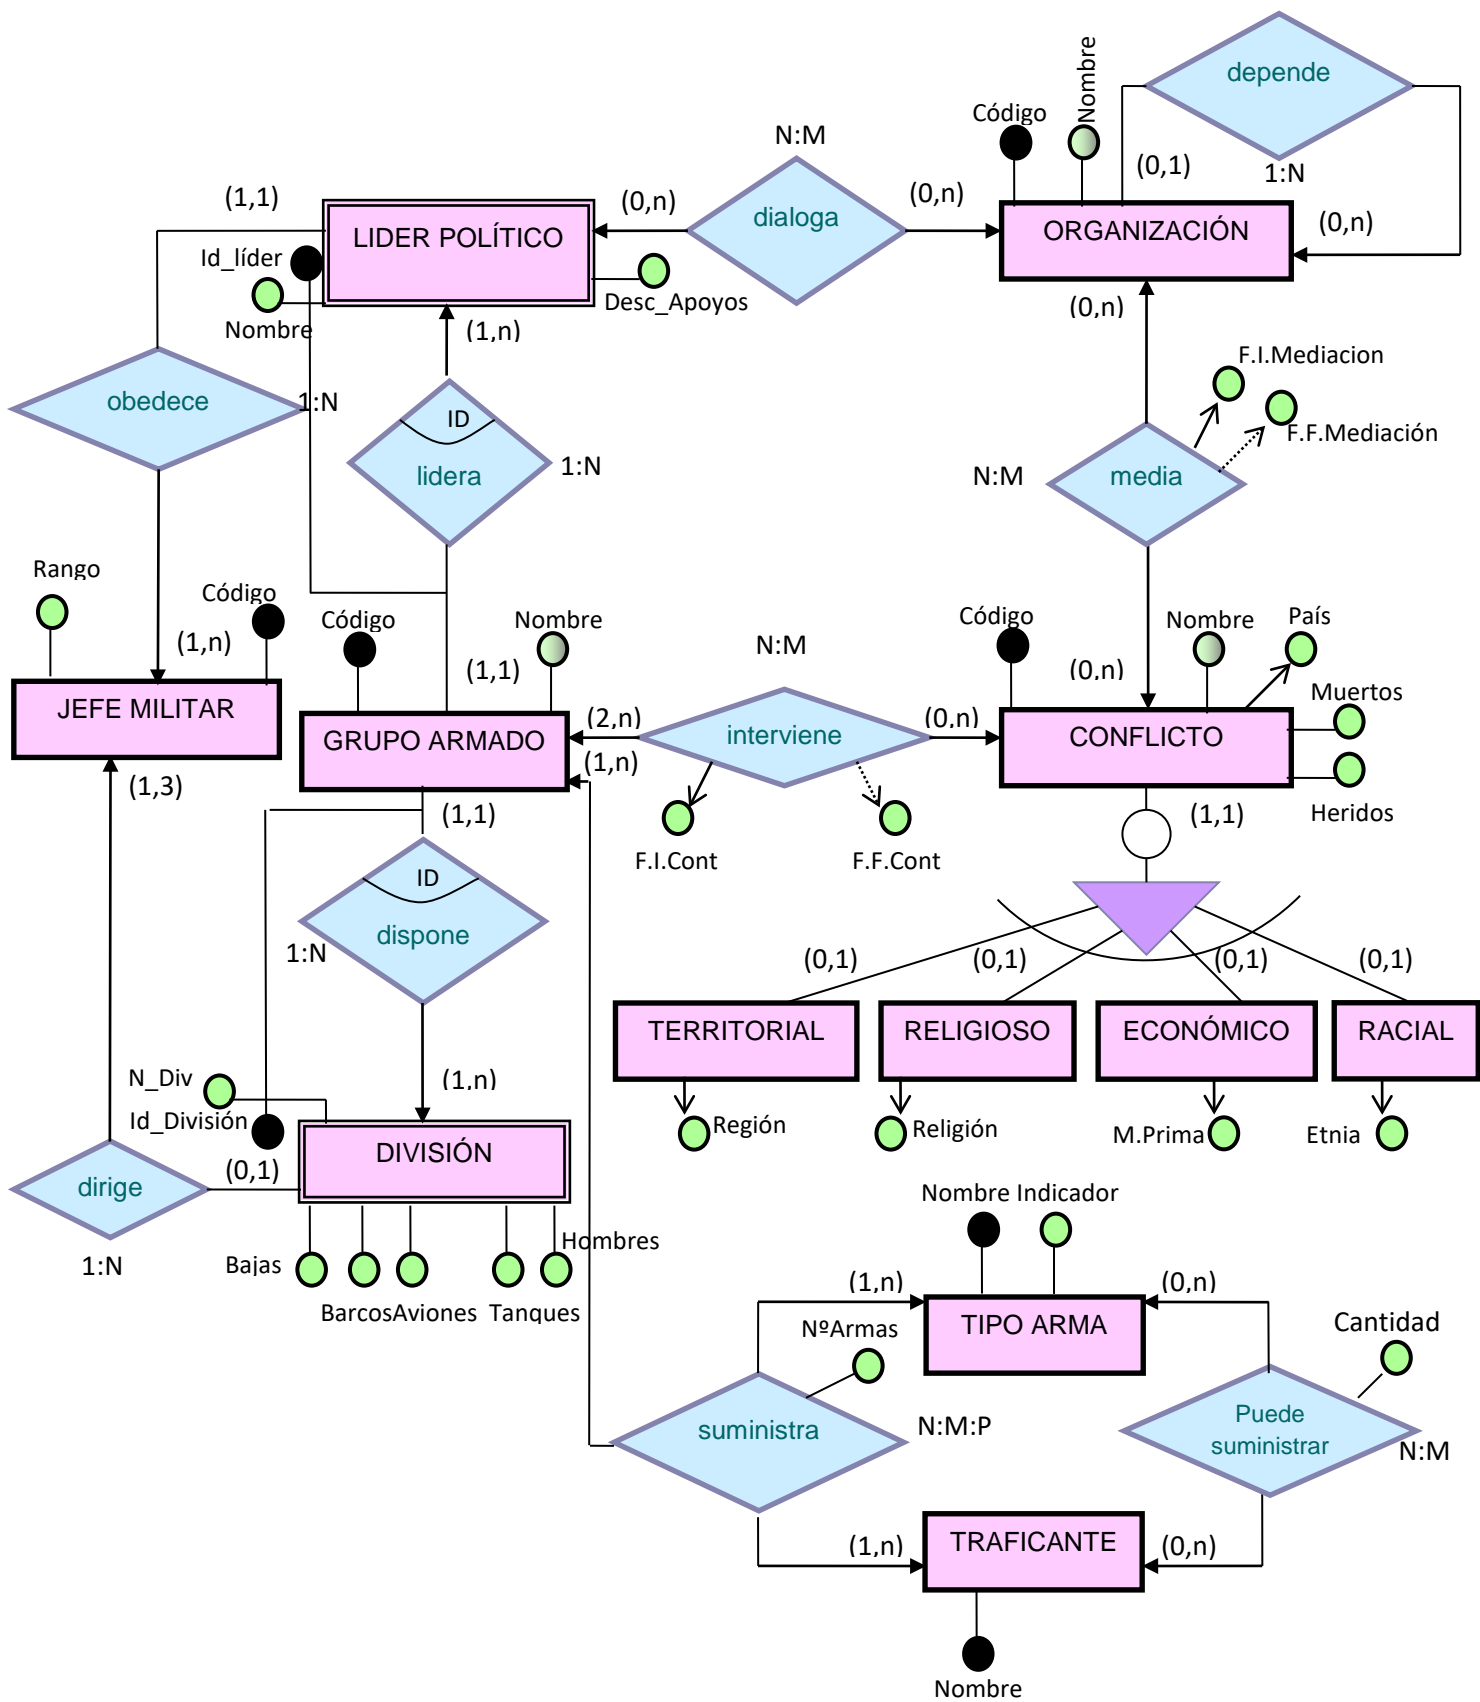 depende
Nombre
Código
N:M
(0,1)
1:N
(1,1)
(0,n)
dialoga
(0,n)
LIDER POLÍTICO
ORGANIZACIÓN
(0,n)
Id_líder
Desc_Apoyos
Nombre
(1,n)
(0,n)
F.I.Mediacion
obedece
1:N
ID
F.F.Mediación
lidera
1:N
N:M
media
Rango
Código
Código
Nombre
N:M
Código
Nombre
País
(1,n)
(1,1)
(0,n)
Muertos
JEFE MILITAR
GRUPO ARMADO
(2,n)
interviene
(0,n)
CONFLICTO
(1,n)
(1,3)
(1,1)
(1,1)
Heridos
F.I.Cont
F.F.Cont
ID
dispone
1:N
(0,1)
(0,1)
(0,1)
(0,1)
TERRITORIAL
RELIGIOSO
ECONÓMICO
RACIAL
N_Div
(1,n)
Id_División
Región
Religión
M.Prima
Etnia
DIVISIÓN
dirige
(0,1)
Nombre Indicador
Hombres
1:N
Bajas
(1,n)
(0,n)
BarcosAviones
Tanques
NºArmas
TIPO ARMA
Cantidad
suministra
N:M:P
Puede
suministrar
N:M
(1,n)
TRAFICANTE
(0,n)
Nombre